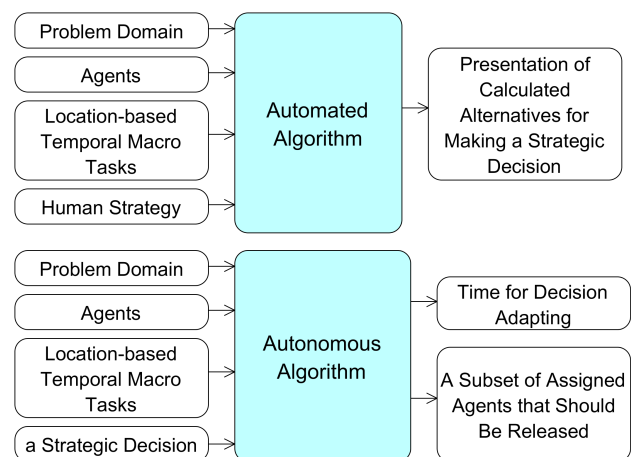 Problem Domain
Agents
Location-based
Temporal Macro
Tasks
Human Strategy
Automated
Algorithm
Presentation of
Calculated
Alternatives for
Making a Strategic
Decision
Problem Domain
Agents
Location-based
Temporal Macro
Tasks
a Strategic Decision
Autonomous
Algorithm
Time for Decision
Adapting
A Subset of Assigned
Agents that Should
Be Released